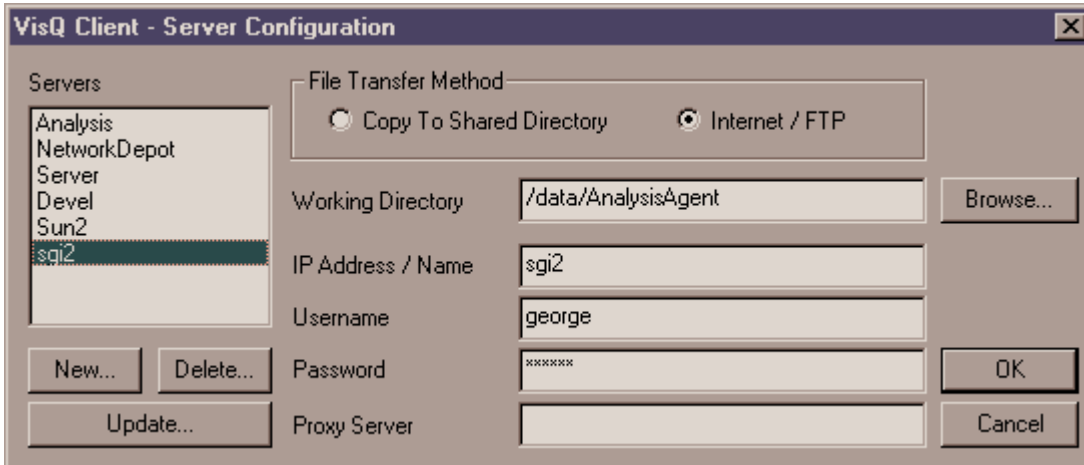 VisQ Client - Server Configuration
Servers
Analysis
NetworkDepot
Server
Devel
Sun2
sgi2
New...
Delete...
Update...
File Transfer Method
Copy To Shared Directory
Internet / FTP
Working Directory
/data/AnalysisAgent
Browse...
IP Address / Name
sgi2
Username
george
Password
xxxxxx
OK
Proxy Server
Cancel